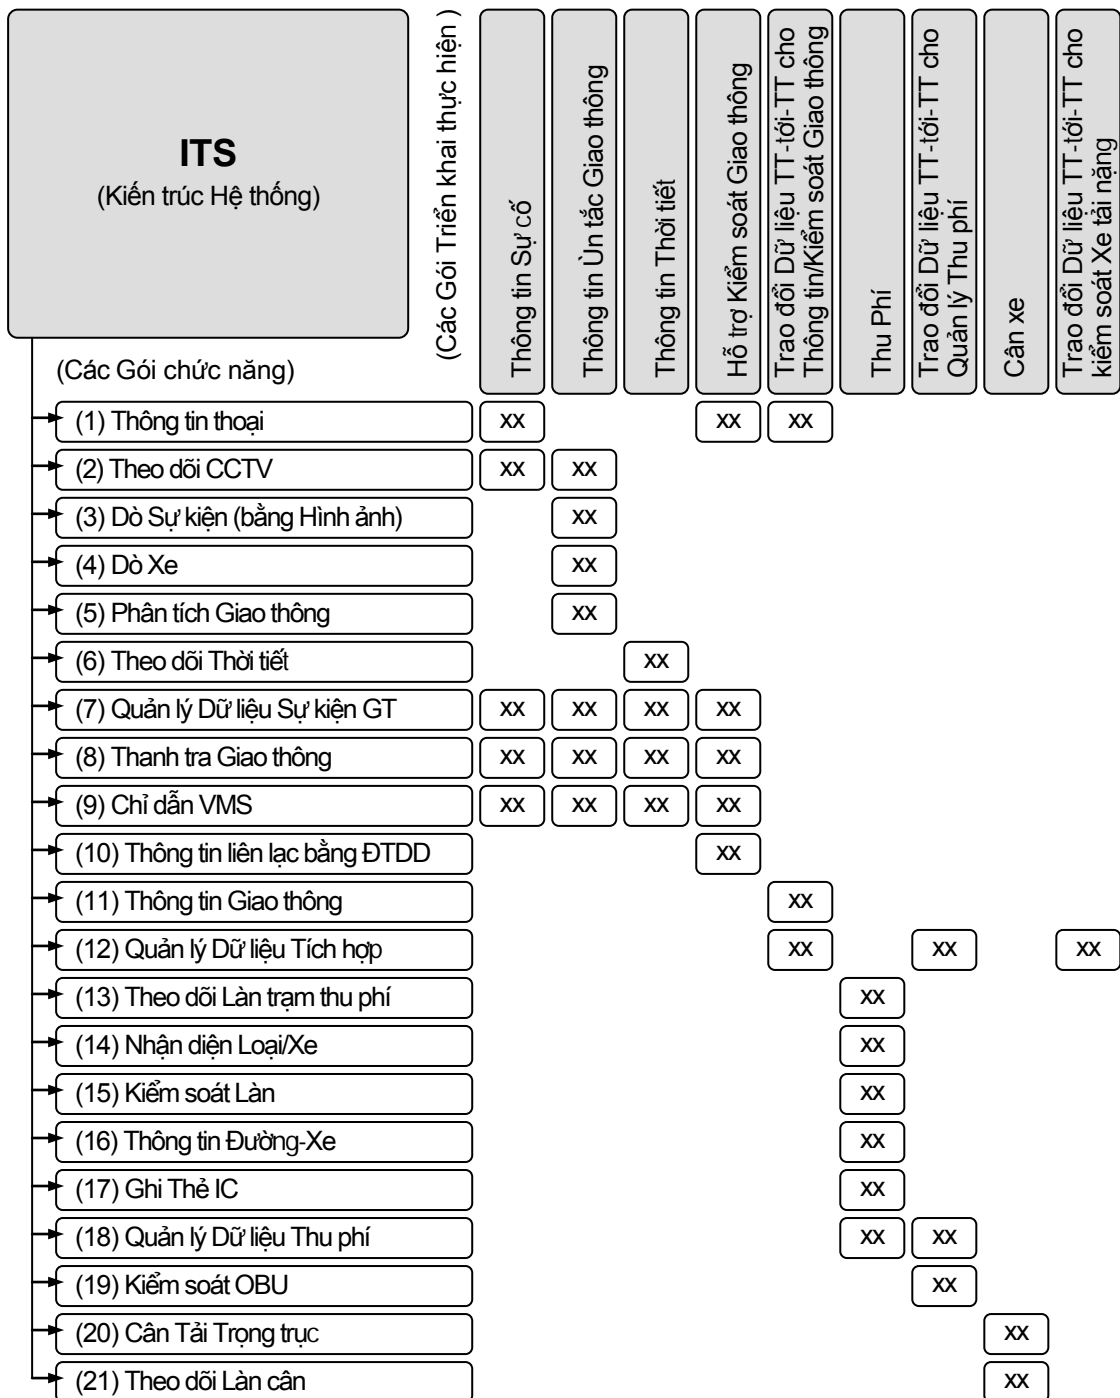 ITS
(Kiến trúc Hệ thống)
(Các Gói Triển khai thực hiện )
Thông tin Sự cố
Thông tin Ùn tắc Giao thông
Thông tin Thời tiết
Hỗ trợ Kiểm soát Giao thông
Trao đổi Dữ liệu TT-tới-TT cho
Thông tin/Kiểm soát Giao thông
Thu Phí
Trao đổi Dữ liệu TT-tới-TT cho
Quản lý Thu phí
Cân xe
Trao đổi Dữ liệu TT-tới-TT cho
kiểm soát Xe tải nặng
(Các Gói chức năng)
(1) Thông tin thoại xx xx xx
(2) Theo dõi CCTV xx xx
(3) Dò Sự kiện (bằng Hình ảnh) xx
(4) Dò Xe xx
(5) Phân tích Giao thông xx
(6) Theo dõi Thời tiết xx
(7) Quản lý Dữ liệu Sự kiện GT xx xx xx xx
(8) Thanh tra Giao thông xx xx xx xx
(9) Chỉ dẫn VMS xx xx xx xx
(10) Thông tin liên lạc bằng ĐTDD xx
(11) Thông tin Giao thông xx
(12) Quản lý Dữ liệu Tích hợp xx xx xx
(13) Theo dõi Làn trạm thu phí xx
(14) Nhận diện Loại/Xe xx
(15) Kiểm soát Làn xx
(16) Thông tin Đường-Xe xx
(17) Ghi Thẻ IC xx
(18) Quản lý Dữ liệu Thu phí xx xx
(19) Kiểm soát OBU xx
(20) Cân Tải Trọng trục xx
(21) Theo dõi Làn cân xx